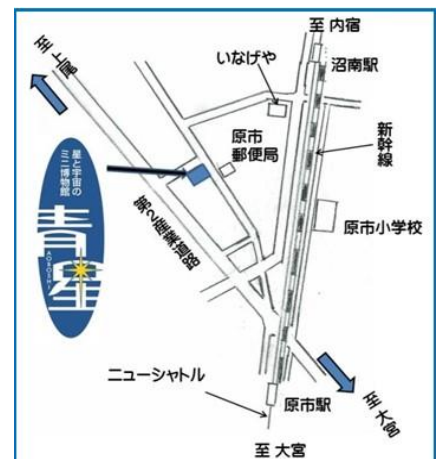 至 内宿
至上尾
いなげや
沼南駅
新幹線
原市
郵便局
星と宇宙の
ミニ博物館
青星
AOBOSHI
第2産業道路
原市小学校
ニューシャトル
原市駅
至大宮
至 大宮